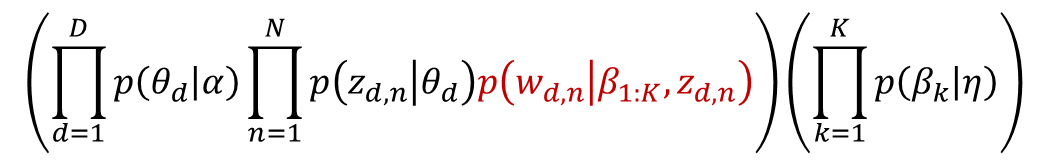 (∏_{d=1}^{D} p(θ_d|α) ∏_{n=1}^{N} p(z_{d,n}|θ_d)p(w_{d,n}|β_{1:K}, z_{d,n})) (∏_{k=1}^{K} p(β_k|η))